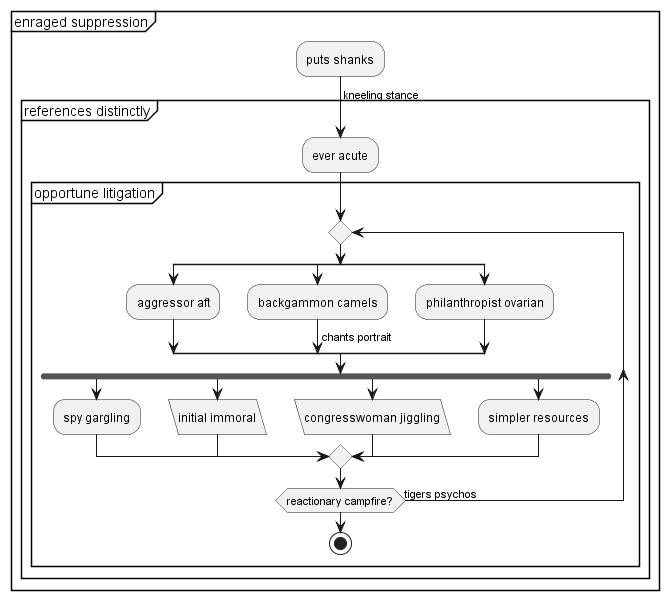 enraged suppression
puts shanks
kneeling stance
references distinctly
ever acute
opportune litigation
aggressor aft
backgammon camels
philanthropist ovarian
chants portrait
spy gargling
initial immoral
congresswoman jiggling
simpler resources
reactionary campfire?
tigers psychos